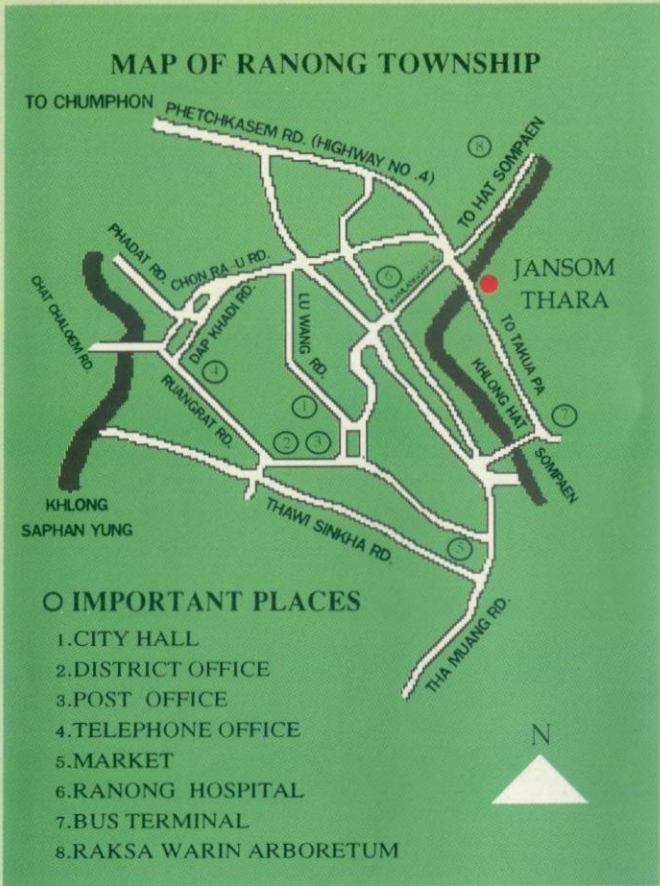 MAP OF RANONG TOWNSHIP
TO CHUMPHON
PHETCHKASEM RD. (HIGHWAY NO .4)
8
TO HAT SOMPAEN
PHADAT RD.
CHON RA -U RD.
6
JANSOM
THARA
CHAT CHALOEM RD.
DAP KHADI RD.
LU WANG RD.
TO TAKUA PA
4
KHLONG HAT SOMPAEN
RUANGRAT RD.
1
7
2
3
KHLONG
SAPHAN YUNG
THAWI SINKHA RD.
5
THA MUANG RD.
O IMPORTANT PLACES
1.CITY HALL
2.DISTRICT OFFICE
3.POST OFFICE
4.TELEPHONE OFFICE
5.MARKET
6.RANONG HOSPITAL
7.BUS TERMINAL
8.RAKSA WARIN ARBORETUM
N